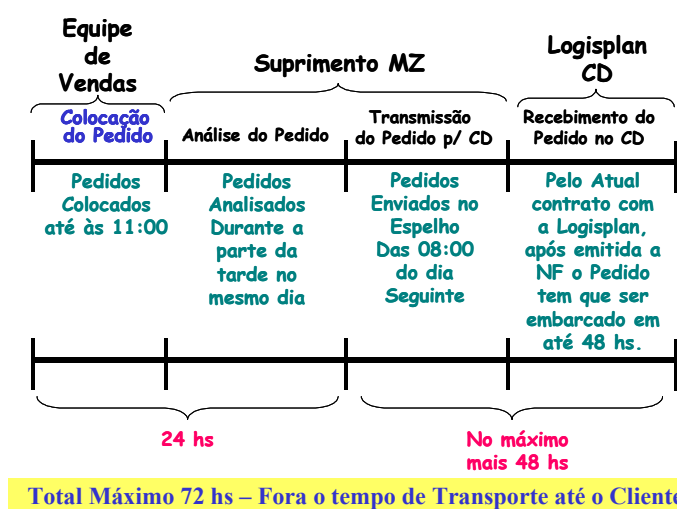 Equipe
de
Vendas
Suprimento MZ
Logisplan
CD
Colocação
do Pedido
Análise do Pedido
Transmissão
do Pedido p/ CD
Recebimento do
Pedido no CD
Pedidos
Colocados
até às 11:00
Pedidos
Analisados
Durante a
parte da
tarde no
mesmo dia
Pedidos
Enviados no
Espelho
Das 08:00
do dia
Seguinte
Pelo Atual
contrato com
a Logisplan,
após emitida a
NF o Pedido
tem que ser
embarcado em
até 48 hs.
24 hs
No máximo
mais 48 hs
Total Máximo 72 hs – Fora o tempo de Transporte até o Cliente